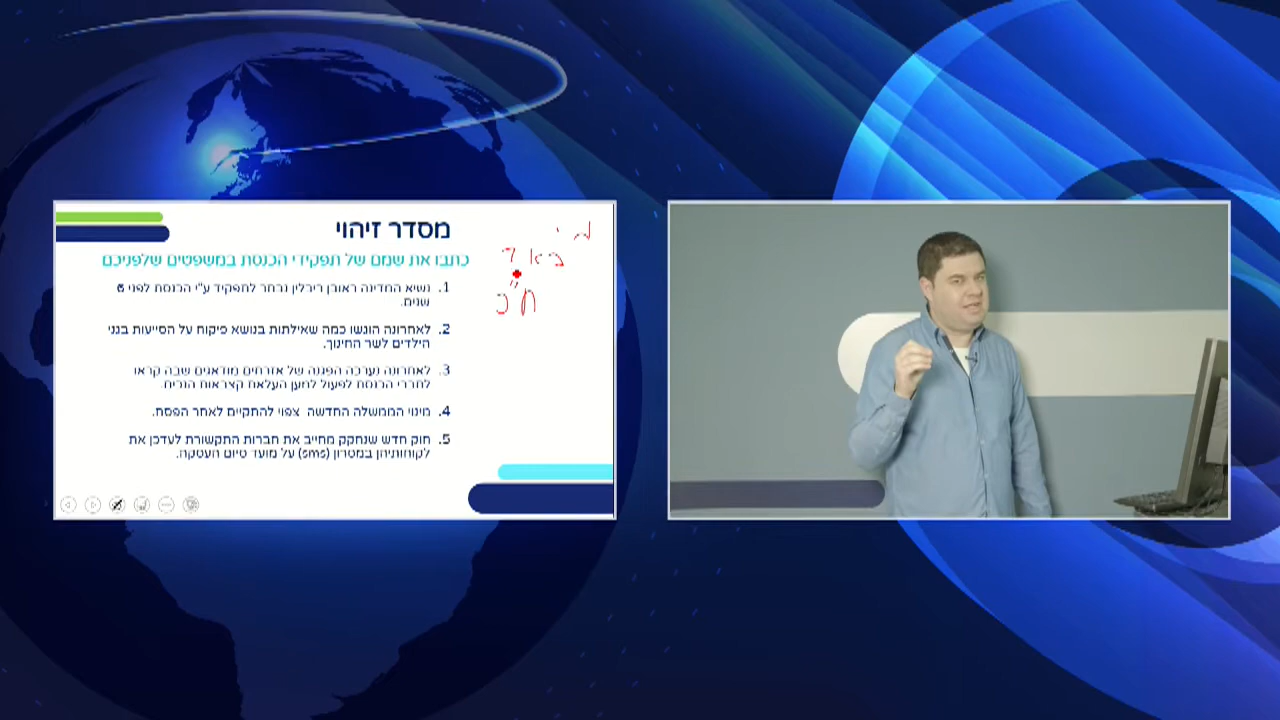 מסדר זיהוי
כתבו את שמם של תפקידי הכנסת במשפטים שלפניכם
1. נשיא המדינה ראובן ריבלין נבחר לתפקיד ע"י הכנסת לפני 6
שנים.
2. לאחרונה הוגשו כמה שאילתות בנושא פיקוח על הסייעות בגני
הילדים לשר החינוך.
3. לאחרונה נערכה הפגנה של אזרחים מודאגים שבה קראו
לחברי הכנסת לפעול למען העלאת קצבאות הנכים.
4. מינוי הממשלה החדשה צפוי להתקיים לאחר הפסח.
5. חוק חדש שנחקק מחייב את חברות התקשורת לעדכן את
לקוחותיהן במסרון (sms) על מועד סיום העסקה.